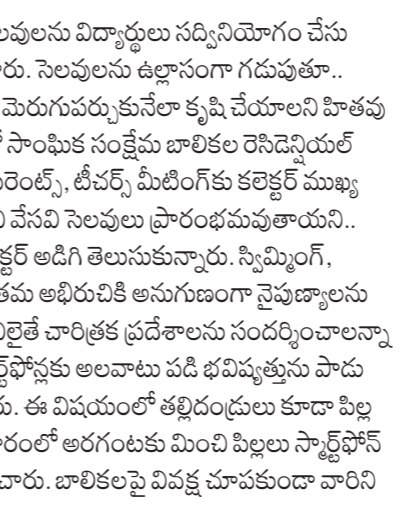 లవులను విద్యార్థులు సద్వినియోగం చేసు
రు. సెలవులను ఉల్లాసంగా గడుపుతూ..
మెరుగుపర్చుకునేలా కృషి చేయాలని హితవు
సాంఘిక సంక్షేమ బాలికల రెసిడెన్షియల్
రెంట్స్, టీచర్స్ మీటింగ్‌కు కలెక్టర్ ముఖ్య
వేసవి సెలవులు ప్రారంభమవుతాయని..
క్టర్ అడిగి తెలుసుకున్నారు. స్విమ్మింగ్,
తమ అభిరుచికి అనుగుణంగా నైపుణ్యాలను
లైతే చారిత్రక ప్రదేశాలను సందర్శించాలన్నా
ర్ట్‌ఫోన్లకు అలవాటు పడి భవిష్యత్తును పాడు
రు. ఈ విషయంలో తల్లిదండ్రులు కూడా పిల్ల
రంలో అరగంటకు మించి పిల్లలు స్మార్ట్‌ఫోన్
చారు. బాలికలపై వివక్ష చూపకుండా వారిని